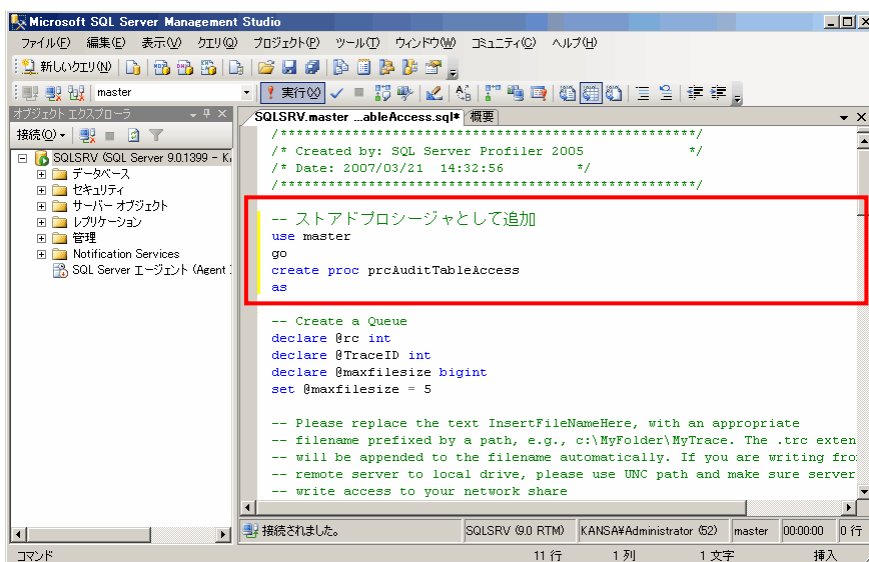 Microsoft SQL Server Management Studio
ファイル(F) 編集(E) 表示(V) クエリ(Q) プロジェクト(P) ツール(T) ウィンドウ(W) コミュニティ(C) ヘルプ(H)
新しいクエリ(N)
master 実行(X)
オブジェクト エクスプローラ
接続(O)
SQLSRV (SQL Server 9.0.1399 - K
データベース
セキュリティ
サーバー オブジェクト
レプリケーション
管理
Notification Services
SQL Server エージェント (Agent
SQLSRV.master ...ableAccess.sql* 概要
/****************************************************/
/* Created by: SQL Server Profiler 2005 */
/* Date: 2007/03/21 14:32:56 */
/****************************************************/
-- ストアドプロシージャとして追加
use master
go
create proc prcAuditTableAccess
as
-- Create a Queue
declare @rc int
declare @TraceID int
declare @maxfilesize bigint
set @maxfilesize = 5
-- Please replace the text InsertFileNameHere, with an appropriate
-- filename prefixed by a path, e.g., c:\MyFolder\MyTrace. The .trc exten
-- will be appended to the filename automatically. If you are writing fro
-- remote server to local drive, please use UNC path and make sure server
-- write access to your network share
接続されました。 SQLSRV (9.0 RTM) KANSA¥Administrator (52) master 00:00:00 0 行
コマンド 11 行 1 列 1 文字 挿入